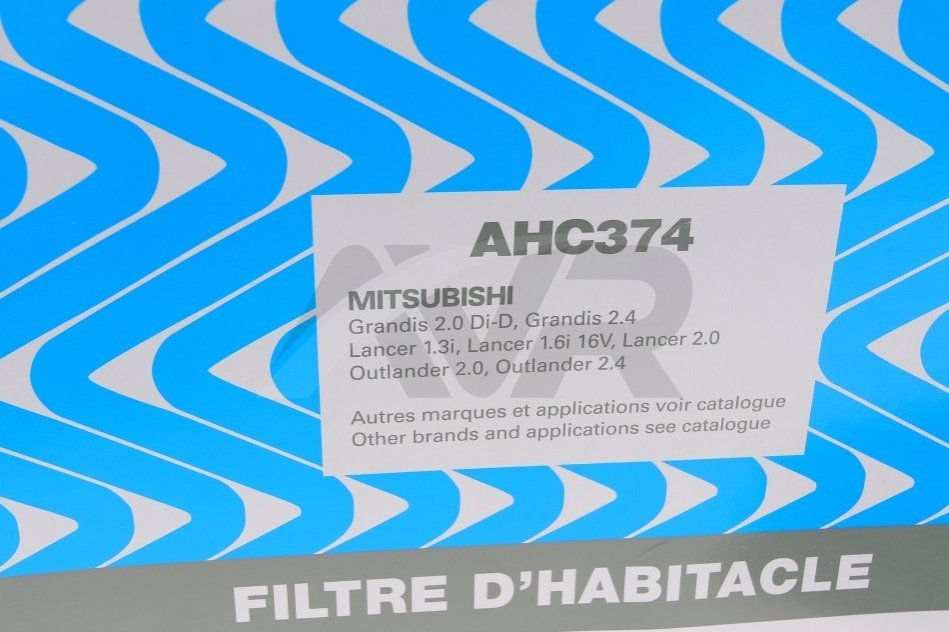 AHC374
AVR
MITSUBISHI
Grandis 2.0 Di-D, Grandis 2.4
Lancer 1.3i, Lancer 1.6i 16V, Lancer 2.0
Outlander 2.0, Outlander 2.4
Autres marques et applications voir catalogue
Other brands and applications see catalogue
FILTRE D'HABITACLE